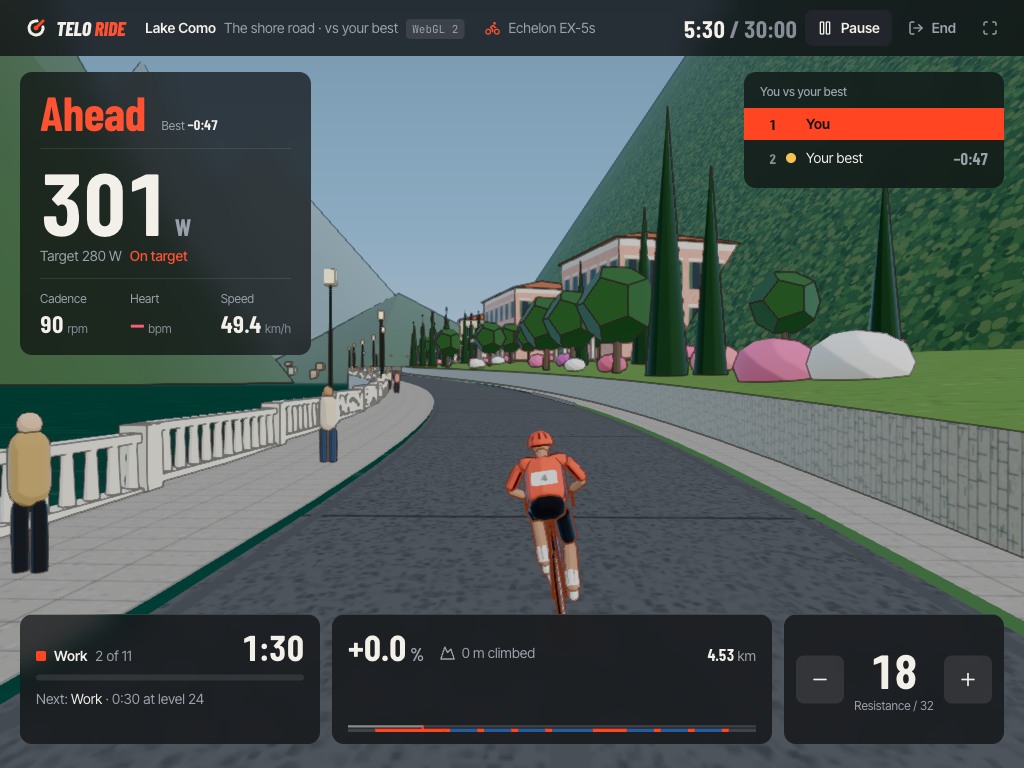 TELO RIDE Lake Como The shore road · vs your best WebGL 2 Echelon EX-5s 5:30 / 30:00 Pause End
Ahead Best −0:47
301 W
Target 280 W On target
Cadence Heart Speed
90 rpm — bpm 49.4 km/h
You vs your best
1 You
2 Your best −0:47
4
Work 2 of 11 1:30
Next: Work · 0:30 at level 24
+0.0 % 0 m climbed 4.53 km
− 18 +
Resistance / 32